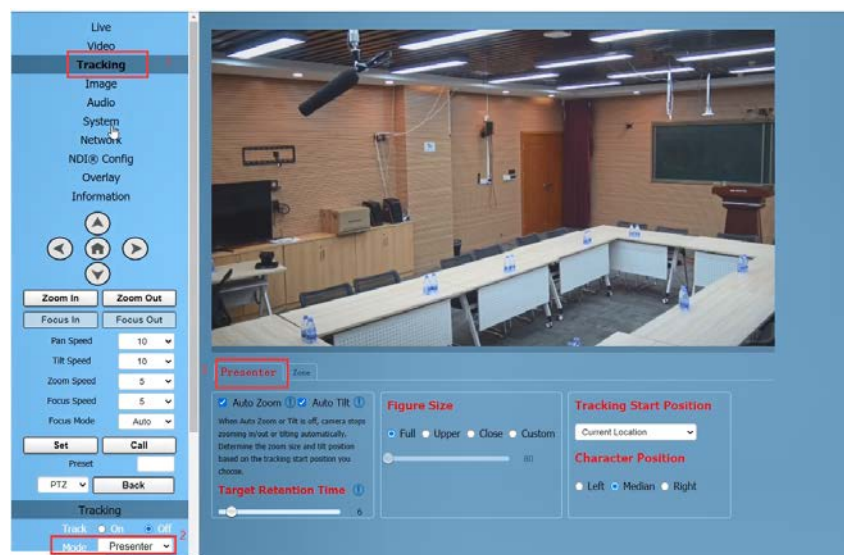 Live
Video
Tracking 1
Image
Audio
System
Network
NDI® Config
Overlay
Information
Zoom In Zoom Out
Focus In Focus Out
Pan Speed 10
Tilt Speed 10
Zoom Speed 5
Focus Speed 5
Focus Mode Auto
Set Call
Preset
PTZ Back
Tracking
Track On Off
Mode Presenter 2
3 Presenter Zone
Auto Zoom Auto Tilt
When Auto Zoom or Tilt is off, camera stops
zooming in/out or tilting automatically.
Determine the zoom size and tilt position
based on the tracking start position you
choose.
Target Retention Time
6
Figure Size
Full Upper Close Custom
80
Tracking Start Position
Current Location
Character Position
Left Median Right